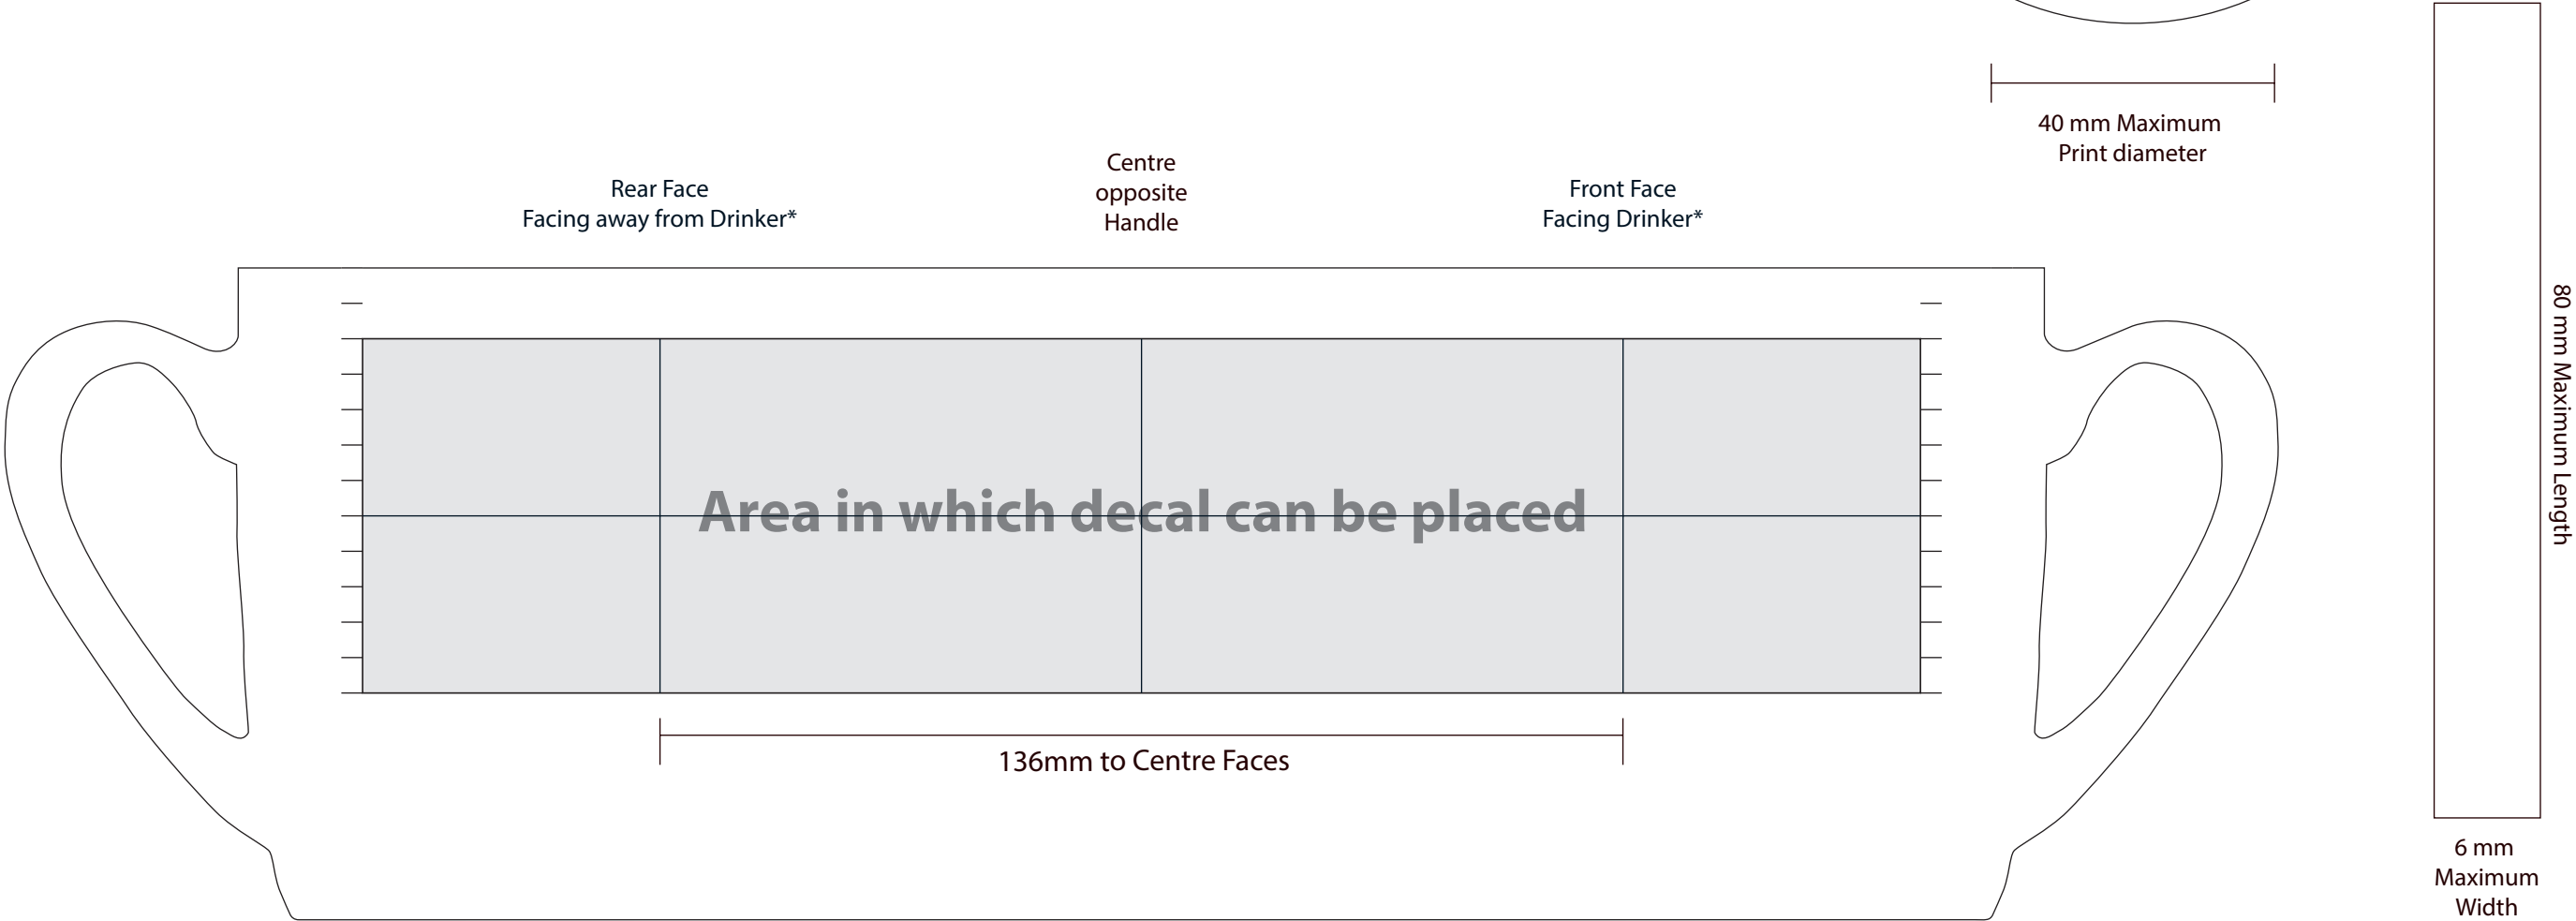 40 mm Maximum
Print diameter
Centre
opposite
Handle
Rear Face
Facing away from Drinker*
Front Face
Facing Drinker*
80 mm Maximum Length
Area in which decal can be placed
136mm to Centre Faces
6 mm
Maximum
Width